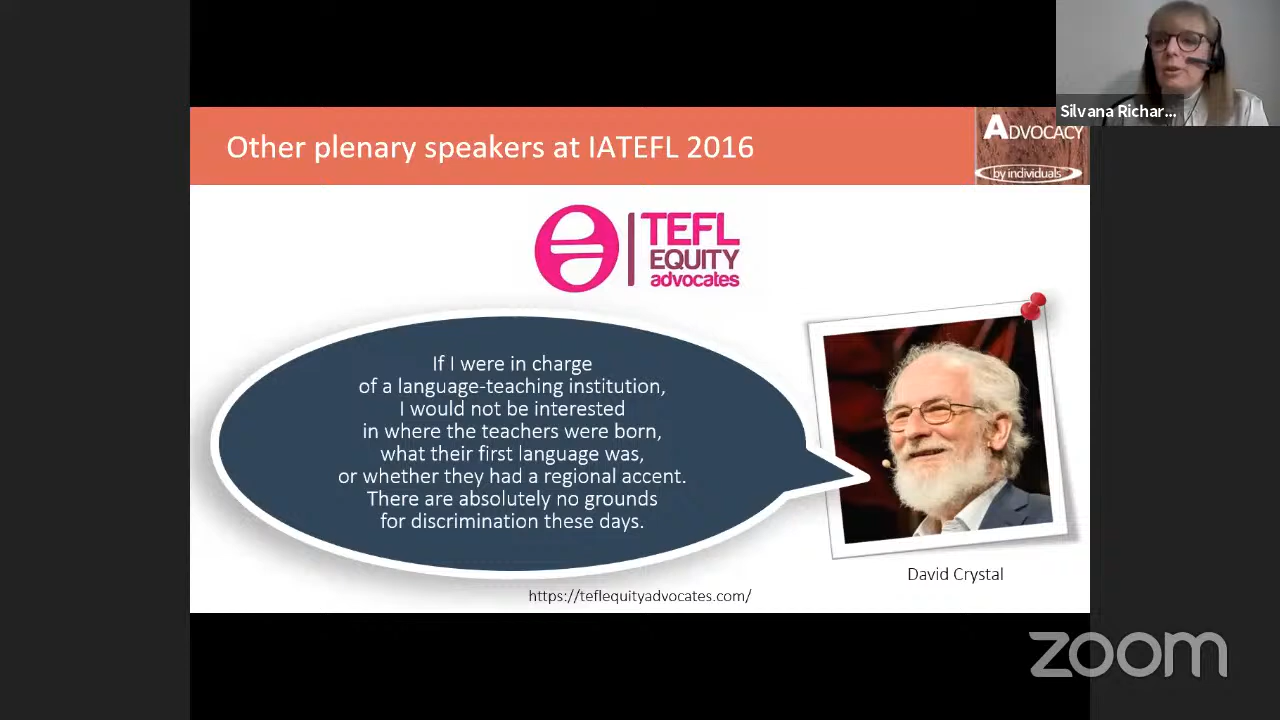 Silvana Richar...
Other plenary speakers at IATEFL 2016
ADVOCACY
by individuals
TEFL
EQUITY
advocates
If I were in charge
of a language-teaching institution,
I would not be interested
in where the teachers were born,
what their first language was,
or whether they had a regional accent.
There are absolutely no grounds
for discrimination these days.
David Crystal
https://teflequityadvocates.com/
zoom